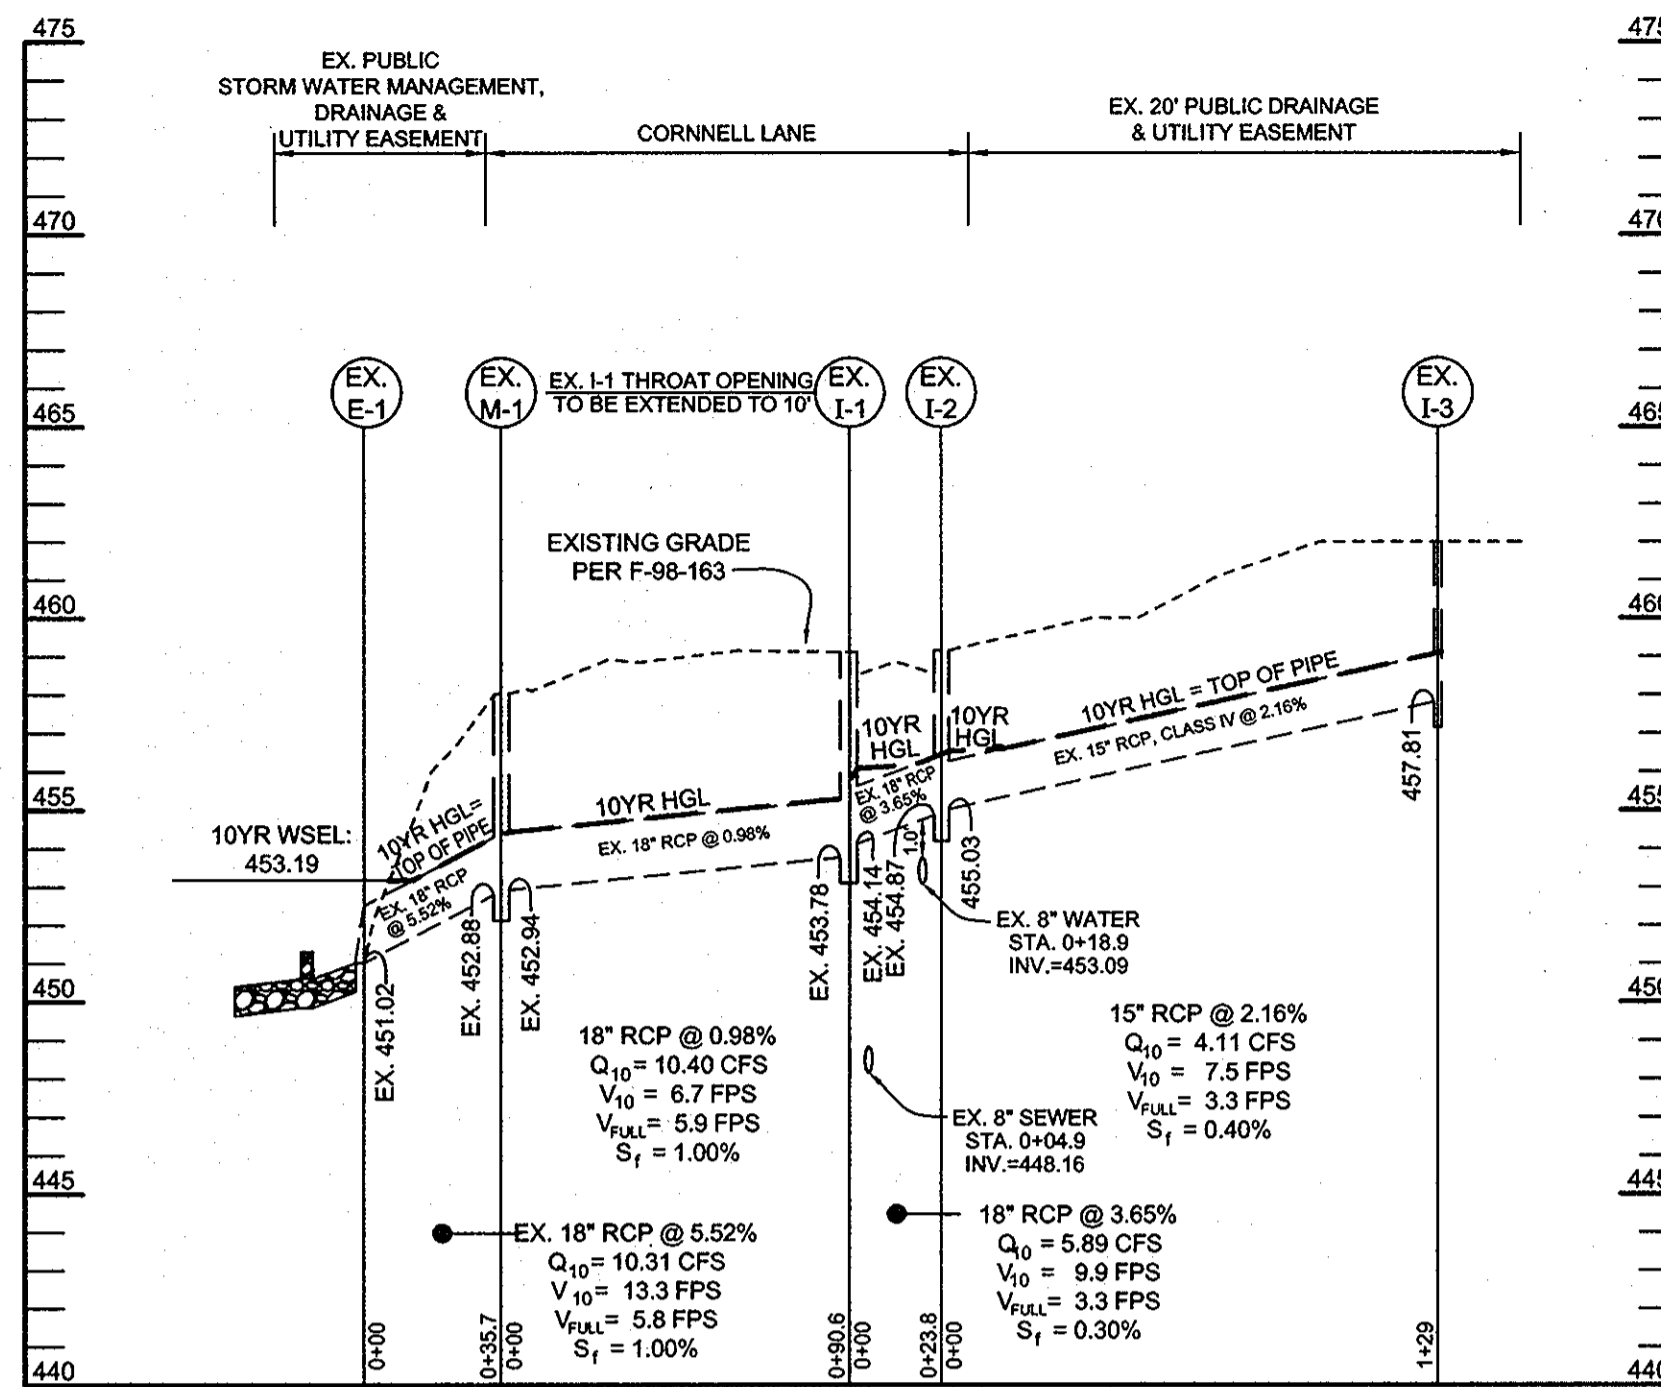 475
475
EX. PUBLIC
STORM WATER MANAGEMENT,
DRAINAGE &
UTILITY EASEMENT
CORNNELL LANE
EX. 20' PUBLIC DRAINAGE
& UTILITY EASEMENT
470
470
EX.
E-1
EX.
M-1
EX. I-1 THROAT OPENING
TO BE EXTENDED TO 10'
EX.
I-1
EX.
I-2
EX.
I-3
465
465
EXISTING GRADE
PER F-98-163
460
460
10YR HGL = TOP OF PIPE
EX. 15" RCP, CLASS IV @ 2.16%
10YR
HGL
10YR
HGL
EX. 18" RCP
@ 3.65%
10YR HGL
EX. 18" RCP @ 0.98%
455
455
10YR WSEL:
453.19
10YR HGL=
TOP OF PIPE
EX. 18" RCP
@ 5.52%
EX. 451.02
EX. 452.88
EX. 452.94
EX. 453.78
EX. 454.14
EX. 454.87
1.0'
455.03
457.81
EX. 8" WATER
STA. 0+18.9
INV.=453.09
450
450
18" RCP @ 0.98%
Q10 = 10.40 CFS
V10 = 6.7 FPS
VFULL= 5.9 FPS
Sf = 1.00%
15" RCP @ 2.16%
Q10 = 4.11 CFS
V10 = 7.5 FPS
VFULL= 3.3 FPS
Sf = 0.40%
EX. 8" SEWER
STA. 0+04.9
INV.=448.16
445
445
EX. 18" RCP @ 5.52%
Q10 = 10.31 CFS
V10 = 13.3 FPS
VFULL= 5.8 FPS
Sf = 1.00%
18" RCP @ 3.65%
Q10 = 5.89 CFS
V10 = 9.9 FPS
VFULL= 3.3 FPS
Sf = 0.30%
0+00
0+35.7
0+00
0+90.6
0+00
0+23.8
0+00
1+29
440
440